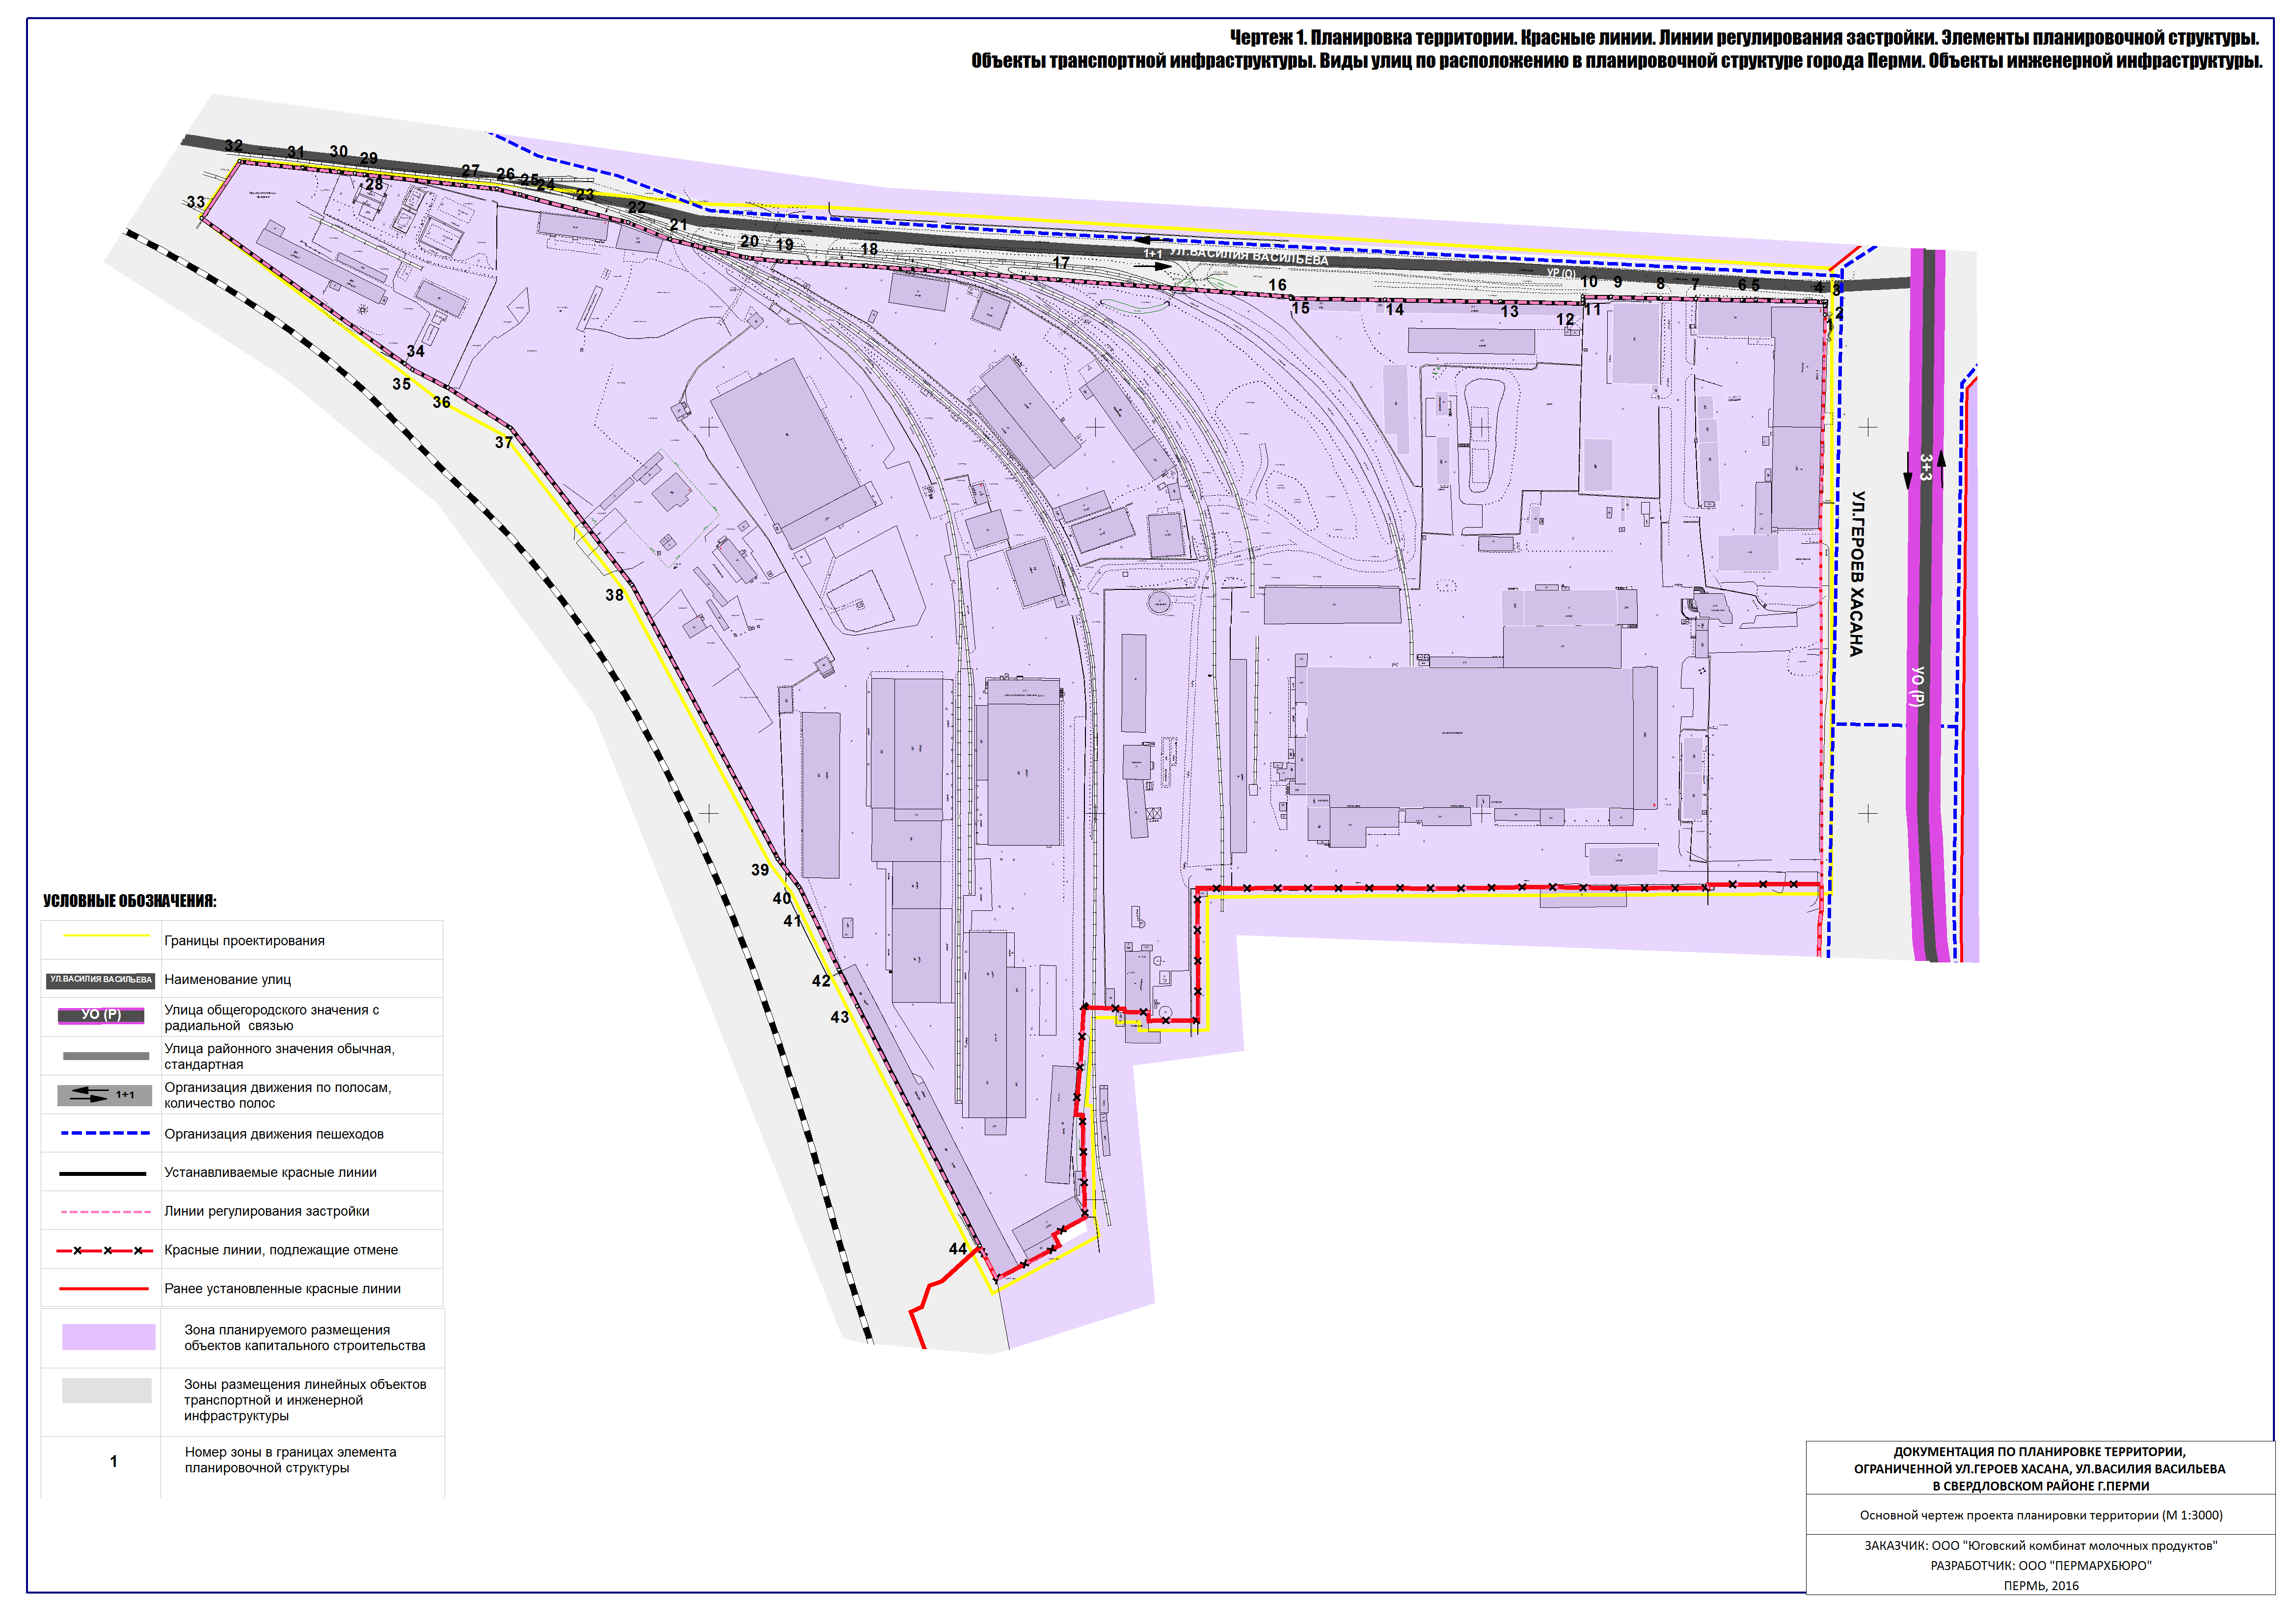 Чертеж 1. Планировка территории. Красные линии. Линии регулирования застройки. Элементы планировочной структуры.
Объекты транспортной инфраструктуры. Виды улиц по расположению в планировочной структуре города Перми. Объекты инженерной инфраструктуры.
32
31
30
29
28
27
26
25
24
23
22
21
20
19
18
17
16
15
14
13
12
11
10
9
8
7
6
5
4
3
2
1
33
34
35
36
37
38
39
40
41
42
43
44
1+1
УЛ.ВАСИЛИЯ ВАСИЛЬЕВА
УР (О)
3+3
УЛ.ГЕРОЕВ ХАСАНА
УО (Р)
УСЛОВНЫЕ ОБОЗНАЧЕНИЯ:
Границы проектирования
УЛ.ВАСИЛИЯ ВАСИЛЬЕВА
Наименование улиц
УО (Р)
Улица общегородского значения с
радиальной связью
Улица районного значения обычная,
стандартная
1+1
Организация движения по полосам,
количество полос
Организация движения пешеходов
Устанавливаемые красные линии
Линии регулирования застройки
Красные линии, подлежащие отмене
Ранее установленные красные линии
Зона планируемого размещения
объектов капитального строительства
Зоны размещения линейных объектов
транспортной и инженерной
инфраструктуры
1
Номер зоны в границах элемента
планировочной структуры
ДОКУМЕНТАЦИЯ ПО ПЛАНИРОВКЕ ТЕРРИТОРИИ,
ОГРАНИЧЕННОЙ УЛ.ГЕРОЕВ ХАСАНА, УЛ.ВАСИЛИЯ ВАСИЛЬЕВА
В СВЕРДЛОВСКОМ РАЙОНЕ Г.ПЕРМИ
Основной чертеж проекта планировки территории (М 1:3000)
ЗАКАЗЧИК: ООО "Юговский комбинат молочных продуктов"
РАЗРАБОТЧИК: ООО "ПЕРМАРХБЮРО"
ПЕРМЬ, 2016